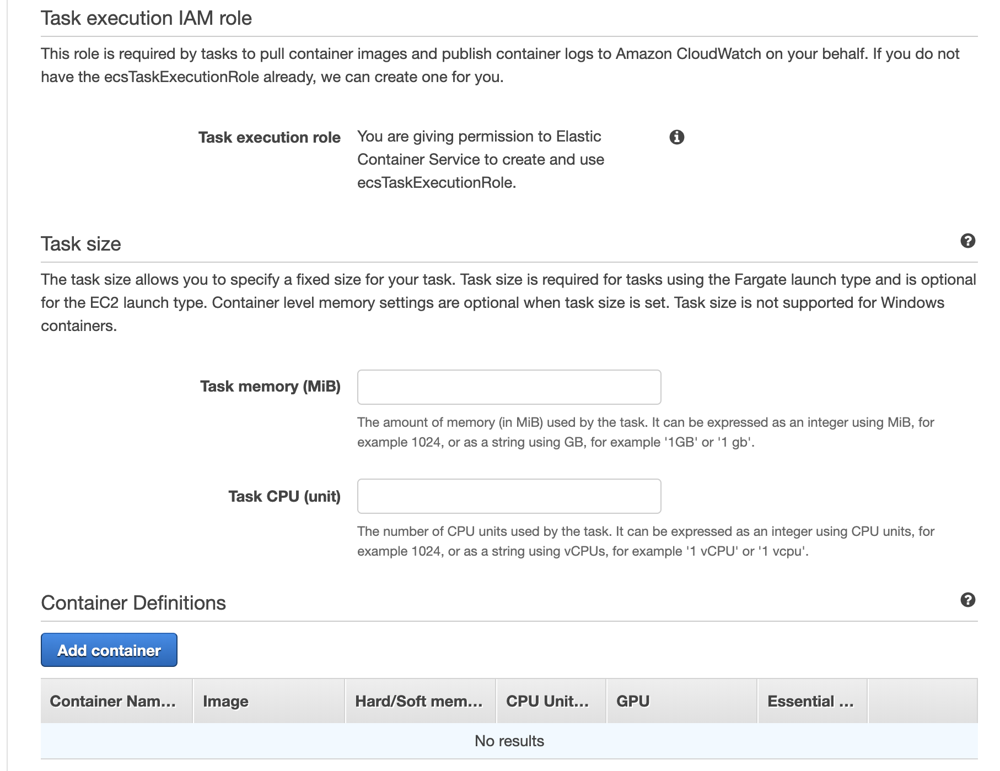 Task execution IAM role
This role is required by tasks to pull container images and publish container logs to Amazon CloudWatch on your behalf. If you do not
have the ecsTaskExecutionRole already, we can create one for you.
Task execution role
You are giving permission to Elastic
Container Service to create and use
ecsTaskExecutionRole.
Task size
The task size allows you to specify a fixed size for your task. Task size is required for tasks using the Fargate launch type and is optional
for the EC2 launch type. Container level memory settings are optional when task size is set. Task size is not supported for Windows
containers.
Task memory (MiB)
The amount of memory (in MiB) used by the task. It can be expressed as an integer using MiB, for
example 1024, or as a string using GB, for example '1GB' or '1 gb'.
Task CPU (unit)
The number of CPU units used by the task. It can be expressed as an integer using CPU units, for
example 1024, or as a string using vCPUs, for example '1 vCPU' or '1 vcpu'.
Container Definitions
Add container
Container Nam... Image Hard/Soft mem... CPU Unit... GPU Essential ...
No results